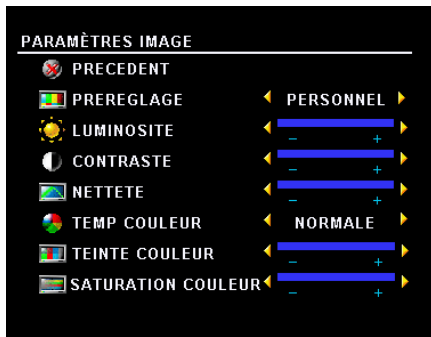 PARAMÈTRES IMAGE
PRECEDENT
PREREGLAGE PERSONNEL
LUMINOSITE
- +
CONTRASTE
- +
NETTETE
- +
TEMP COULEUR NORMALE
TEINTE COULEUR
- +
SATURATION COULEUR
- +